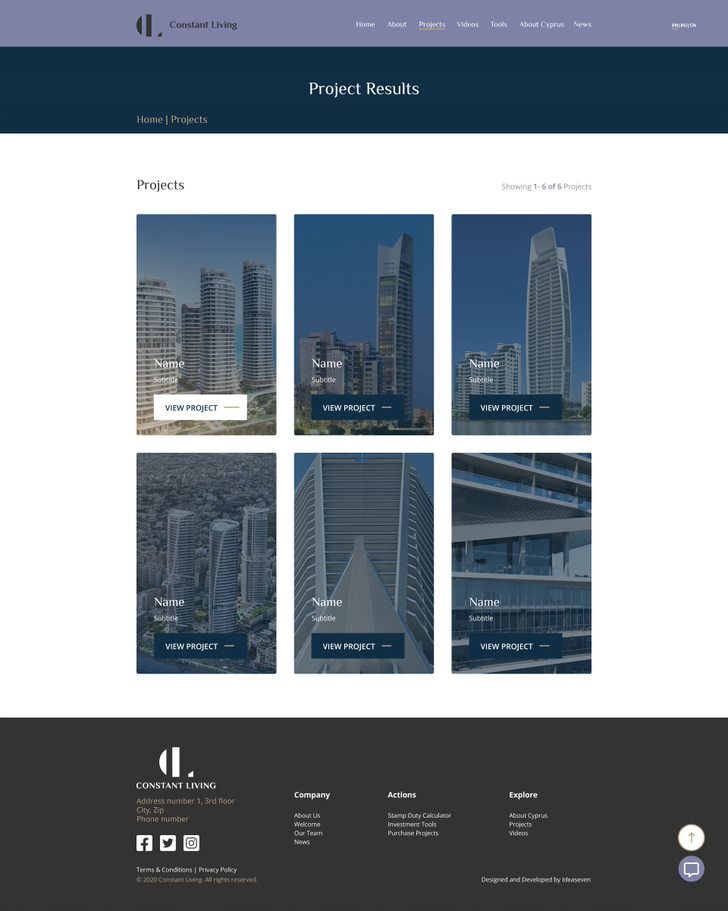 Constant Living
Home About Projects Videos Tools About Cyprus News
EN|RU|CN
Project Results
Home | Projects
Projects
Showing 1- 6 of 6 Projects
Name
Subtitle
VIEW PROJECT
Name
Subtitle
VIEW PROJECT
Name
Subtitle
VIEW PROJECT
Name
Subtitle
VIEW PROJECT
Name
Subtitle
VIEW PROJECT
Name
Subtitle
VIEW PROJECT
CONSTANT LIVING
Address number 1, 3rd floor
City, Zip
Phone number
Company
About Us
Welcome
Our Team
News
Actions
Stamp Duty Calculator
Investment Tools
Purchase Projects
Explore
About Cyprus
Projects
Videos
Terms & Conditions | Privacy Policy
© 2020 Constant Living. All rights reserved.
Designed and Developed by Ideaseven